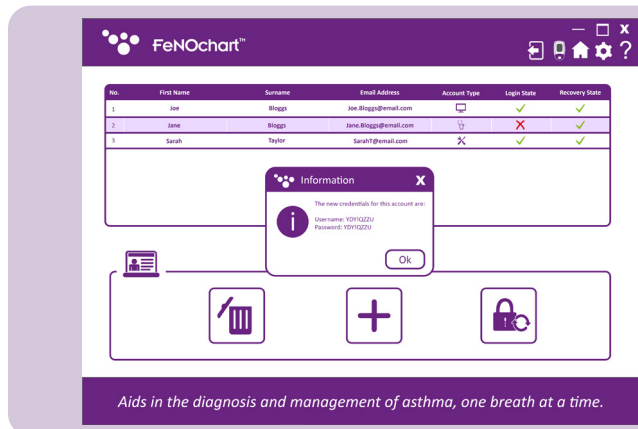 FeNOchart™
No. First Name Surname Email Address Account Type Login State Recovery State
1 Joe Bloggs Joe.Bloggs@email.com
2 Jane Bloggs Jane.Bloggs@email.com
3 Sarah Taylor SarahT@email.com
Information
The new credentials for this account are:
Username: YDYIQZZU
Password: YDYIQZZU
Ok
Aids in the diagnosis and management of asthma, one breath at a time.